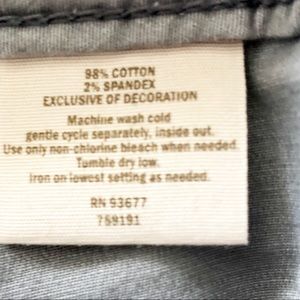 98% COTTON
2% SPANDEX
EXCLUSIVE OF DECORATION
Machine wash cold
gentle cycle separately, inside out.
Use only non-chlorine bleach when needed.
Tumble dry low.
Iron on lowest setting as needed.
RN 93677
759191